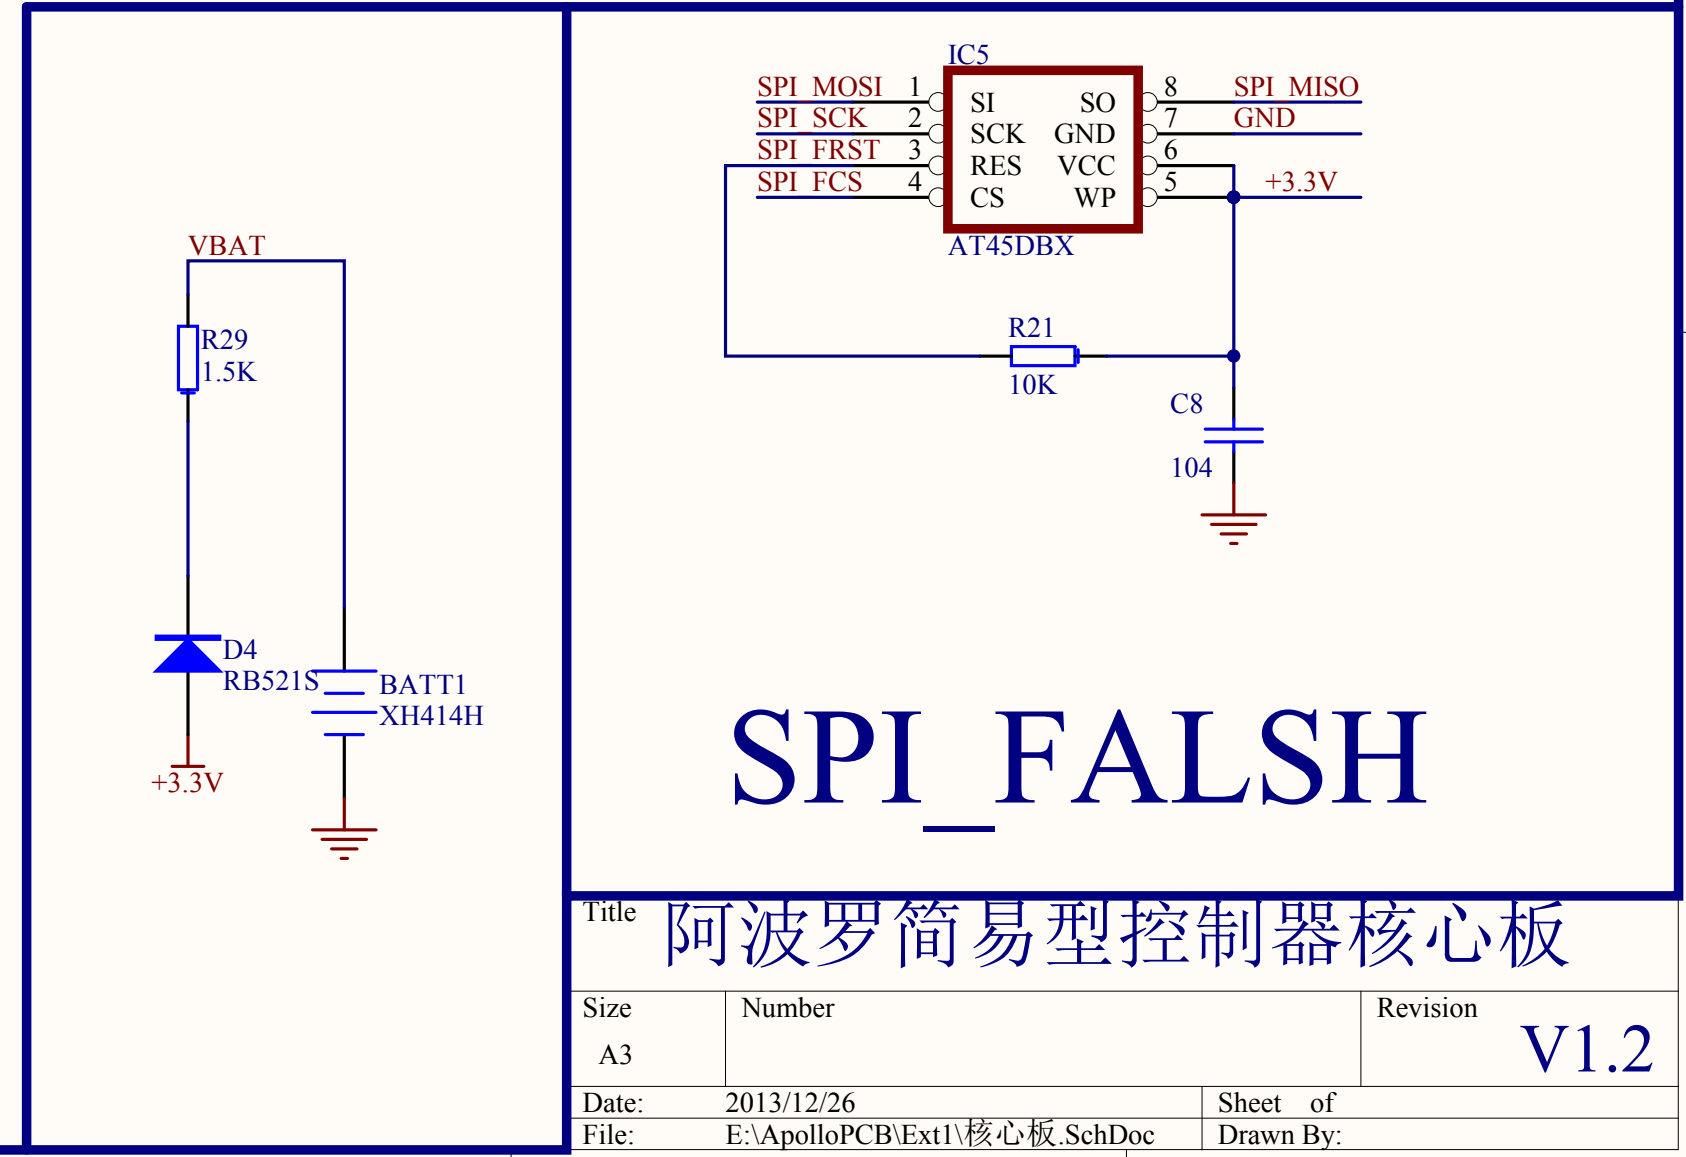 VBAT
R29
1.5K
D4
RB521S
+3.3V
BATT1
XH414H
IC5
SPI_MOSI 1 SI SO 8 SPI_MISO
SPI_SCK 2 SCK GND 7 GND
SPI_FRST 3 RES VCC 6
SPI_FCS 4 CS WP 5 +3.3V
AT45DBX
R21
10K
C8
104
SPI_FALSH
Title 阿波罗简易型控制器核心板
Size Number Revision
A3 V1.2
Date: 2013/12/26 Sheet of
File: E:\ApolloPCB\Ext1\核心板.SchDoc Drawn By: